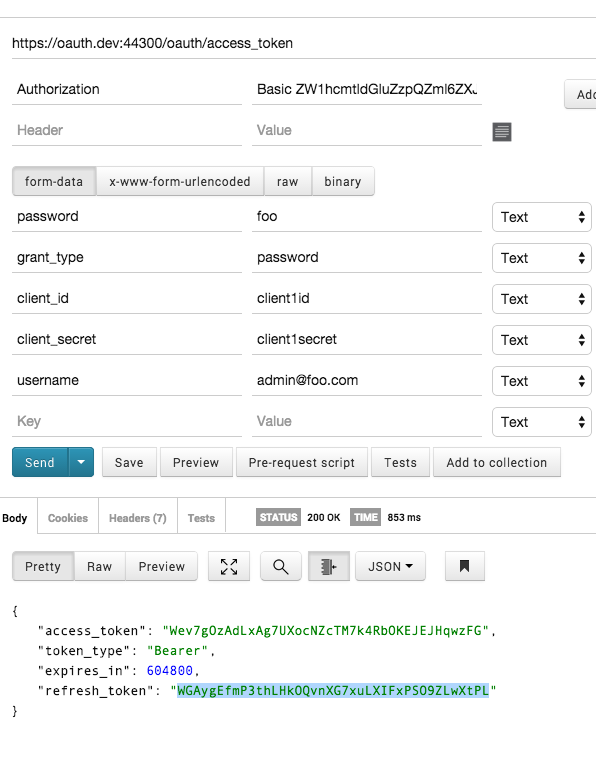 https://oauth.dev:44300/oauth/access_token
Authorization Basic ZW1hcmtldGluZzpQZml6ZX
Add
Header Value
form-data x-www-form-urlencoded raw binary
password foo Text
grant_type password Text
client_id client1id Text
client_secret client1secret Text
username admin@foo.com Text
Key Value Text
Send Save Preview Pre-request script Tests Add to collection
Body Cookies Headers (7) Tests STATUS 200 OK TIME 853 ms
Pretty Raw Preview JSON
{
"access_token": "Wev7gOzAdLxAg7UXocNZcTM7k4RbOKEJEJHqwzFG",
"token_type": "Bearer",
"expires_in": 604800,
"refresh_token": "WGAygEfmP3thLHkOQvnXG7xuLXIFxPSO9ZLwXtPL"
}